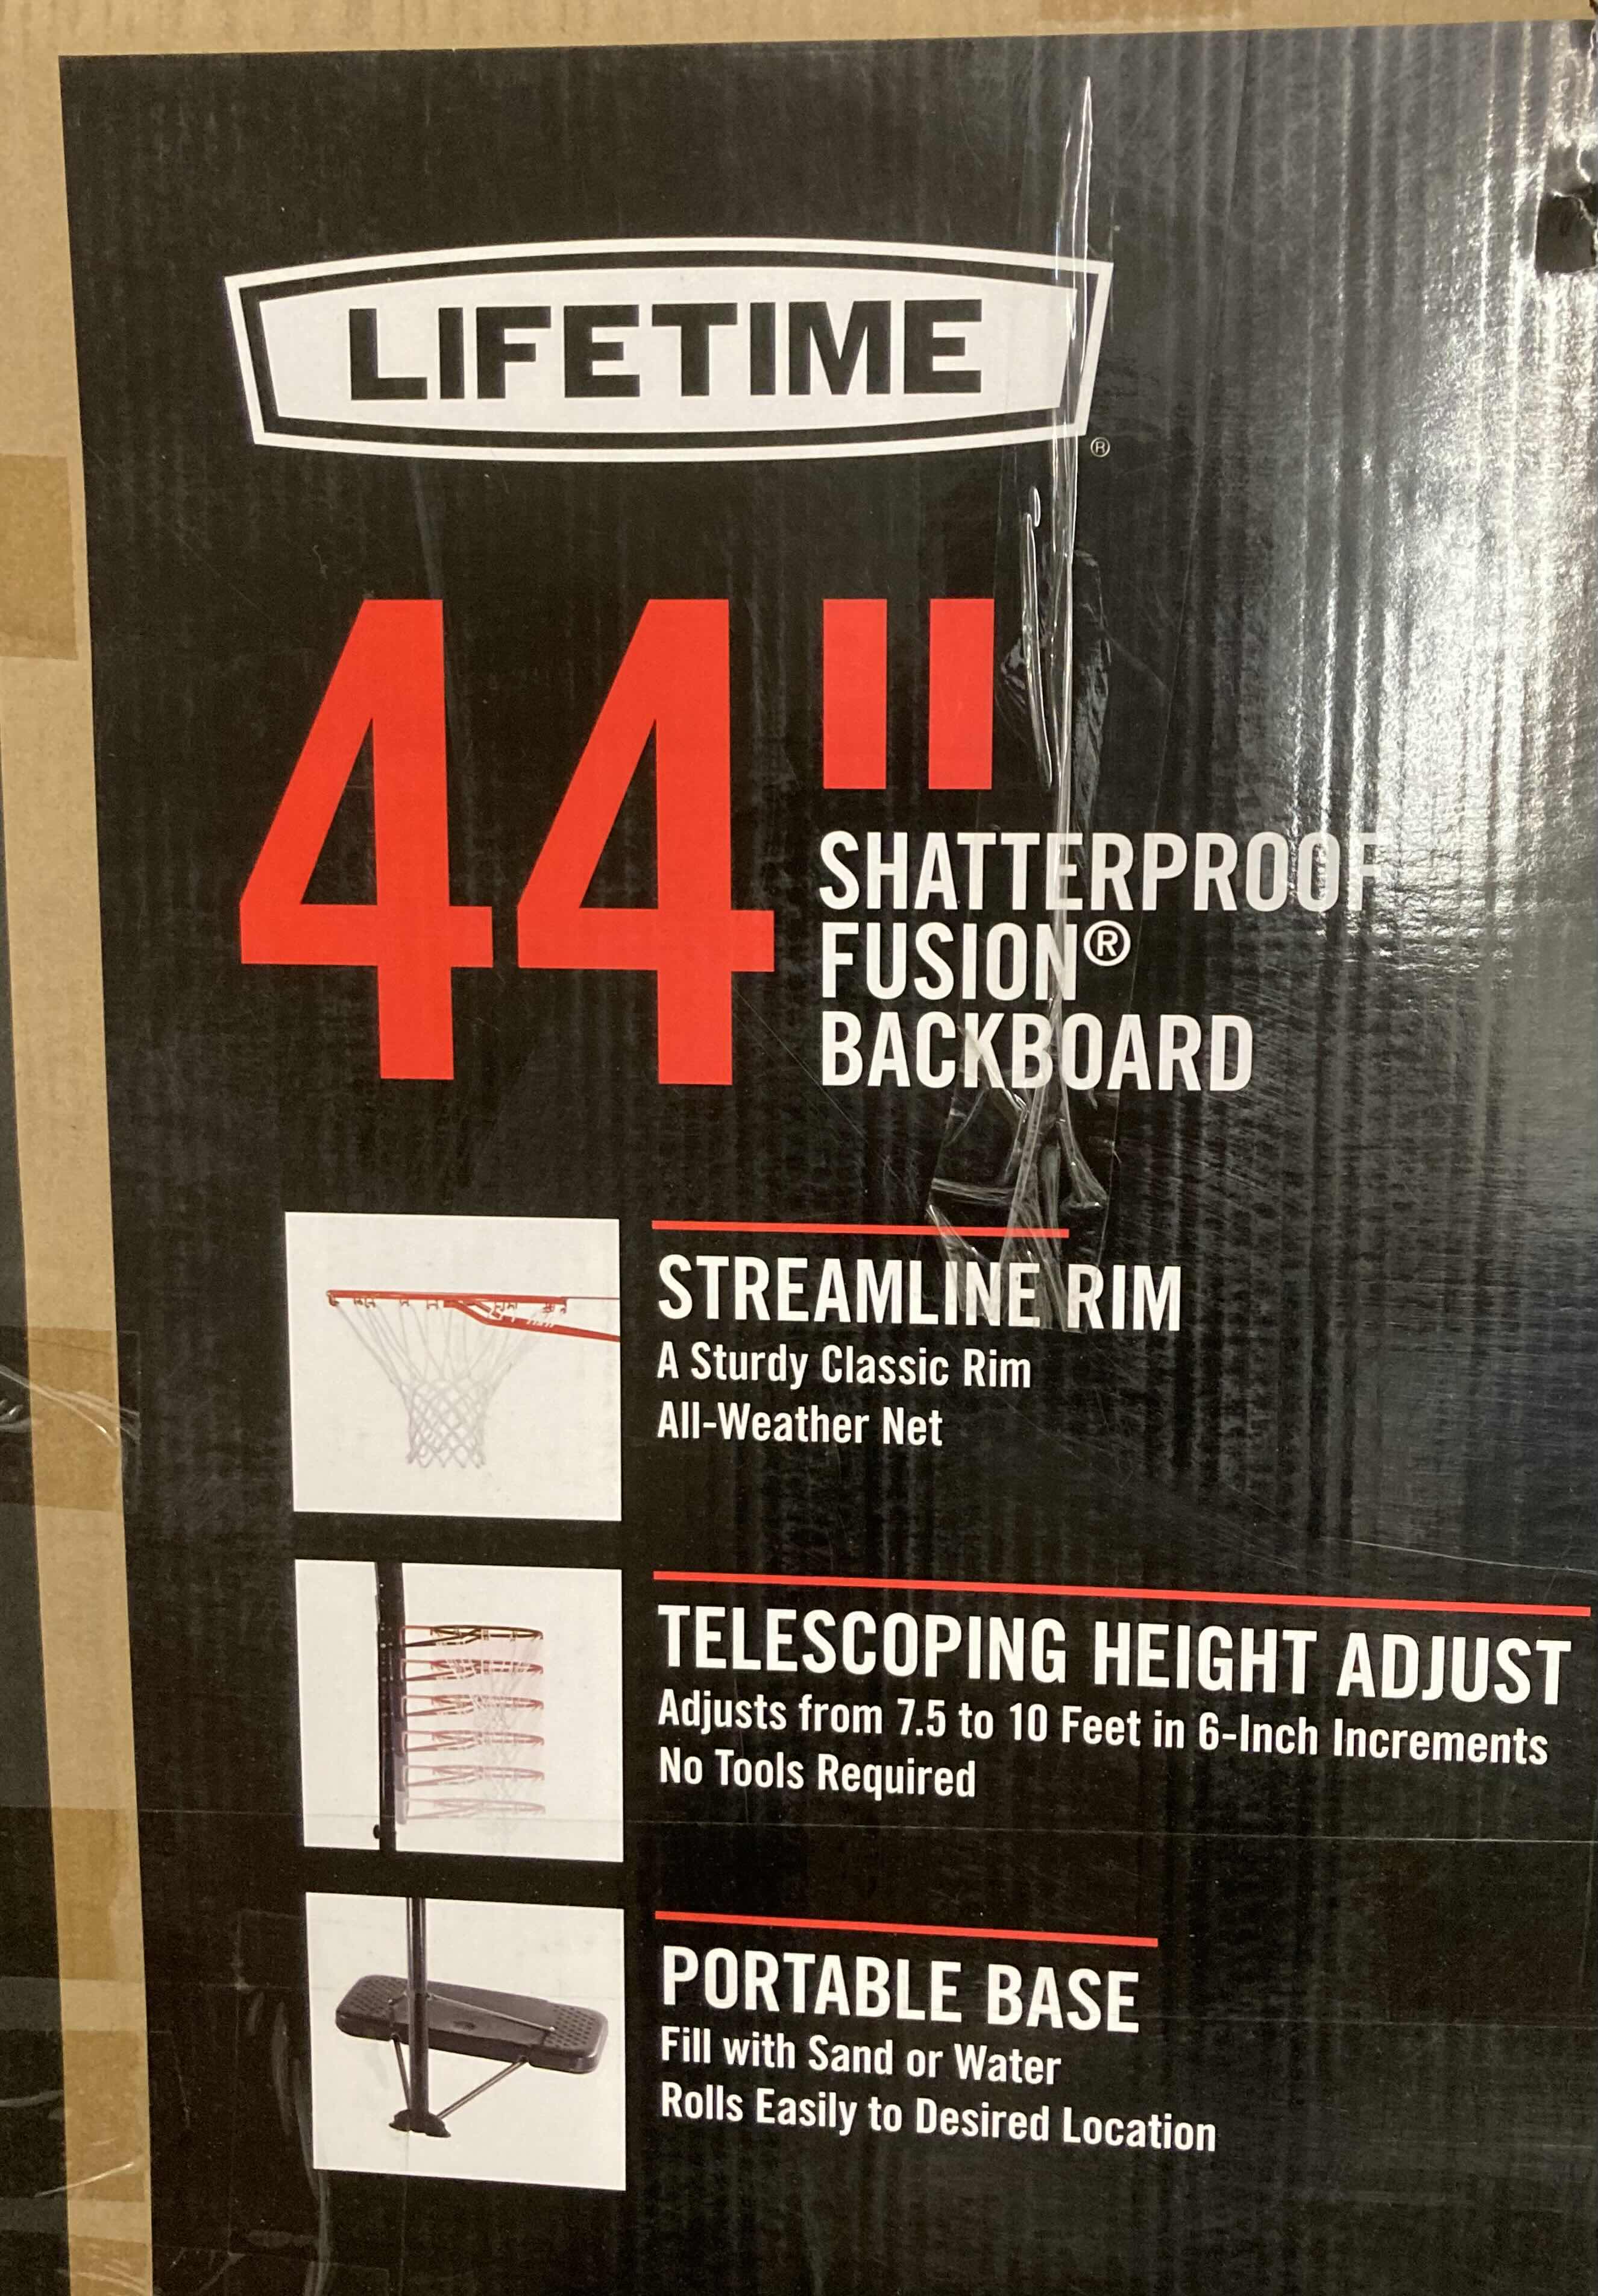 LIFETIME
®
44"
SHATTERPROOF
FUSION®
BACKBOARD
STREAMLINE RIM
A Sturdy Classic Rim
All-Weather Net
TELESCOPING HEIGHT ADJUST
Adjusts from 7.5 to 10 Feet in 6-Inch Increments
No Tools Required
PORTABLE BASE
Fill with Sand or Water
Rolls Easily to Desired Location